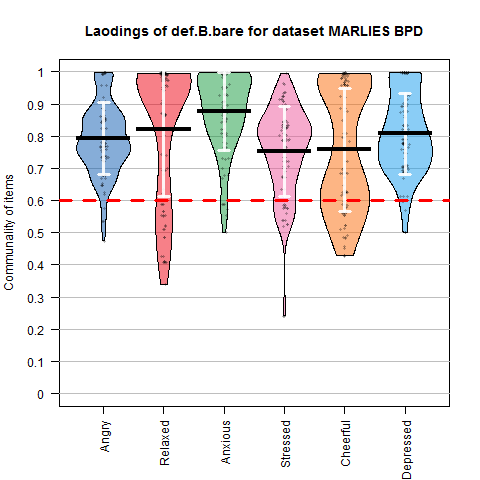 Laodings of def.B.bare for dataset MARLIES BPD
Communality of items
1
0.9
0.8
0.7
0.6
0.5
0.4
0.3
0.2
0.1
0
Angry
Relaxed
Anxious
Stressed
Cheerful
Depressed